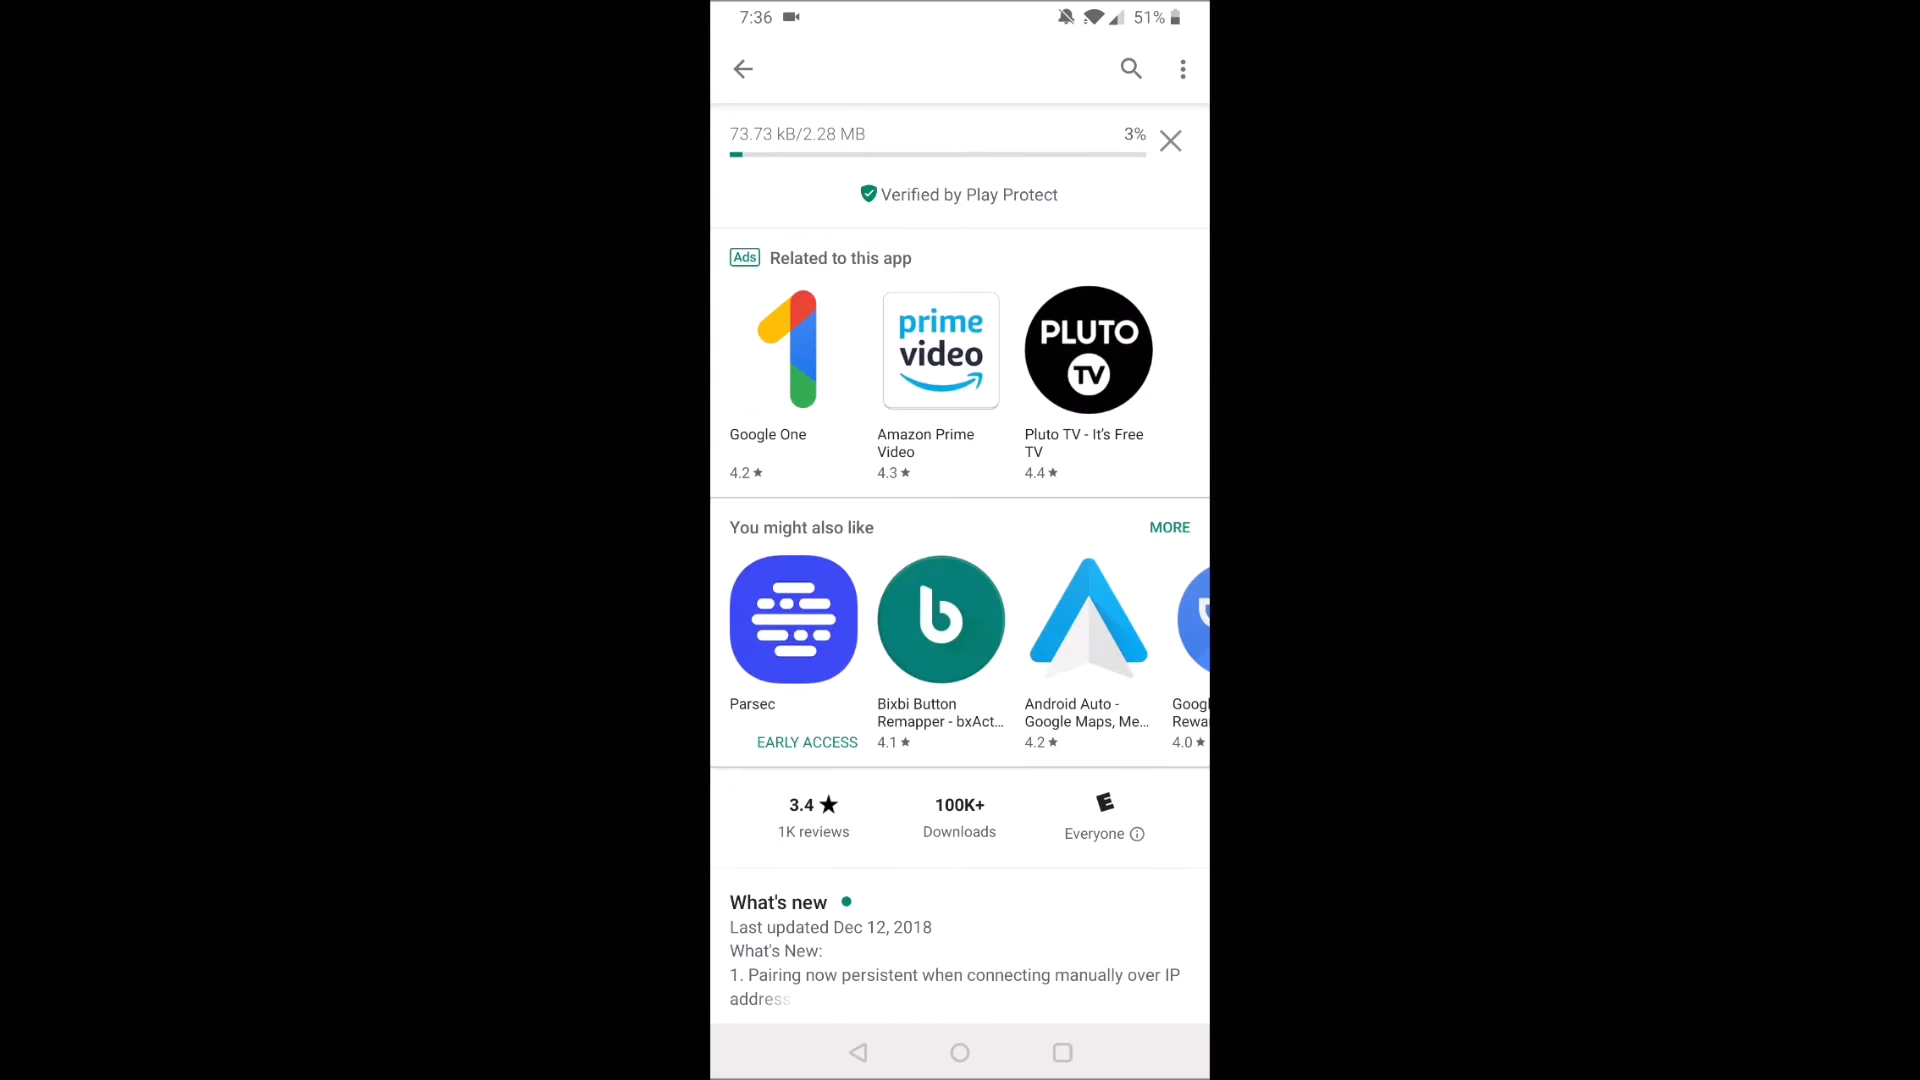 7:36
51%
73.73 kB/2.28 MB
3%
Verified by Play Protect
Ads Related to this app
prime
video
PLUTO
TV
Google One
Amazon Prime
Video
Pluto TV - It's Free
TV
4.2 ★
4.3 ★
4.4 ★
You might also like
MORE
b
Parsec
Bixbi Button
Remapper - bxAct...
Android Auto -
Google Maps, Me...
Googl
Rewa
EARLY ACCESS
4.1 ★
4.2 ★
4.0 ★
3.4 ★
100K+
E
1K reviews
Downloads
Everyone
What's new
Last updated Dec 12, 2018
What's New:
1. Pairing now persistent when connecting manually over IP
address